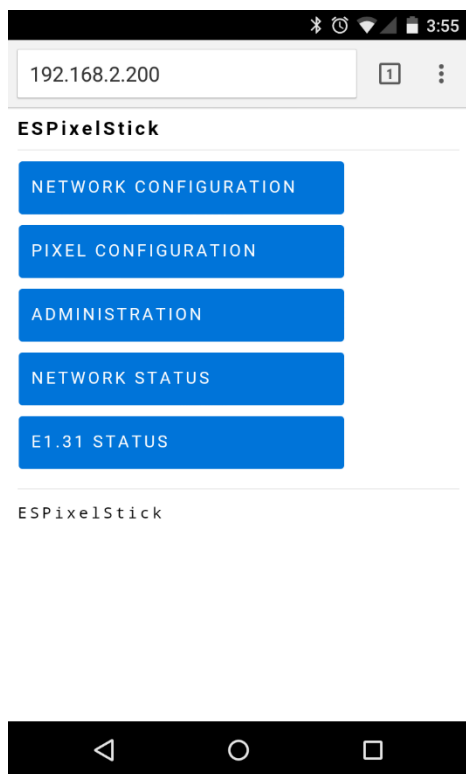 3:55
192.168.2.200
1
ESPixelStick
NETWORK CONFIGURATION
PIXEL CONFIGURATION
ADMINISTRATION
NETWORK STATUS
E1.31 STATUS
ESPixelStick